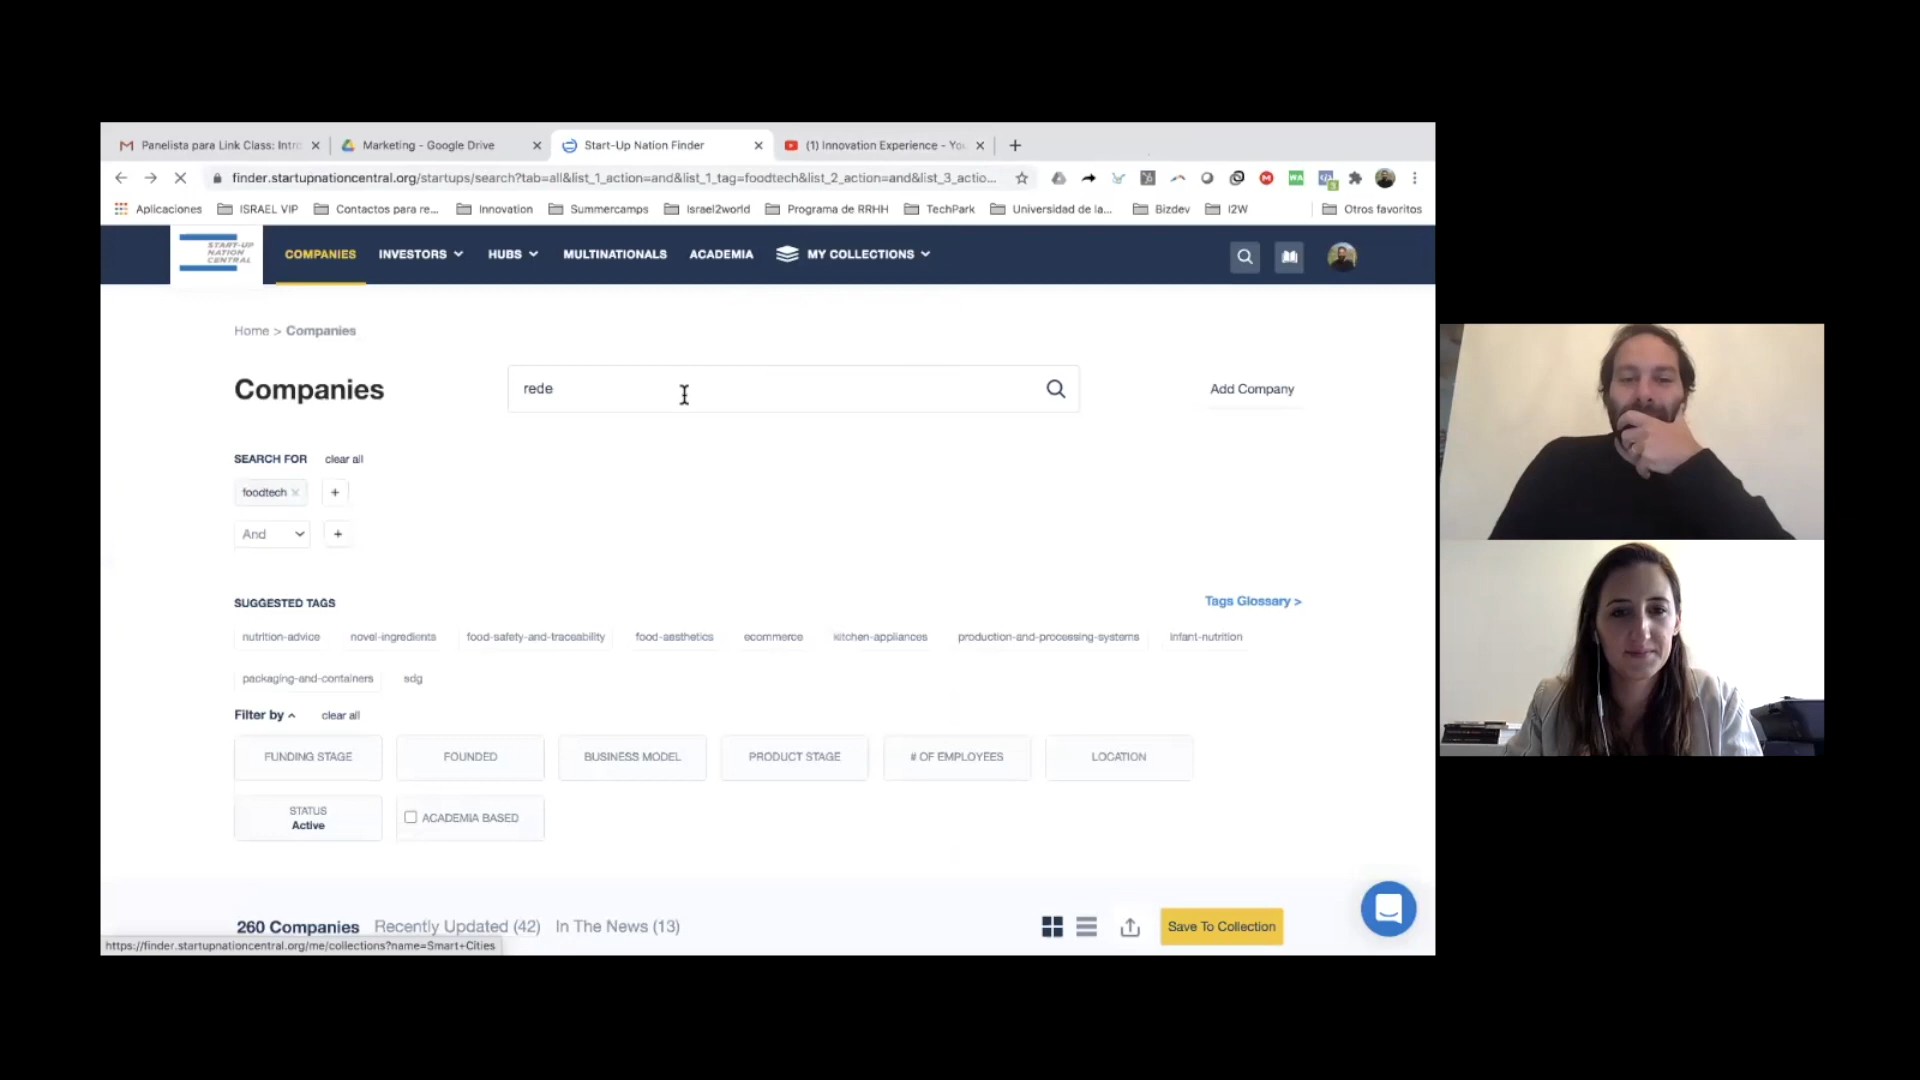 Panelista para Link Class: Intro
Marketing - Google Drive
Start-Up Nation Finder
(1) Innovation Experience - You
finder.startupnationcentral.org/startups/search?tab=all&list_1_action=and&list_1_tag=foodtech&list_2_action=and&list_3_actio...
Aplicaciones
ISRAEL VIP
Contactos para re...
Innovation
Summercamps
Israel2world
Programa de RRHH
TechPark
Universidad de la...
Bizdev
I2W
Otros favoritos
START-UP
NATION
CENTRAL
COMPANIES
INVESTORS
HUBS
MULTINATIONALS
ACADEMIA
MY COLLECTIONS
Home > Companies
Companies
rede
Add Company
SEARCH FOR clear all
foodtech × +
And +
SUGGESTED TAGS
Tags Glossary >
nutrition-advice
novel-ingredients
food-safety-and-traceability
food-aesthetics
ecommerce
kitchen-appliances
production-and-processing-systems
infant-nutrition
packaging-and-containers
sdg
Filter by clear all
FUNDING STAGE
FOUNDED
BUSINESS MODEL
PRODUCT STAGE
# OF EMPLOYEES
LOCATION
STATUS
Active
ACADEMIA BASED
260 Companies Recently Updated (42) In The News (13)
Save To Collection
https://finder.startupnationcentral.org/me/collections?name=Smart+Cities